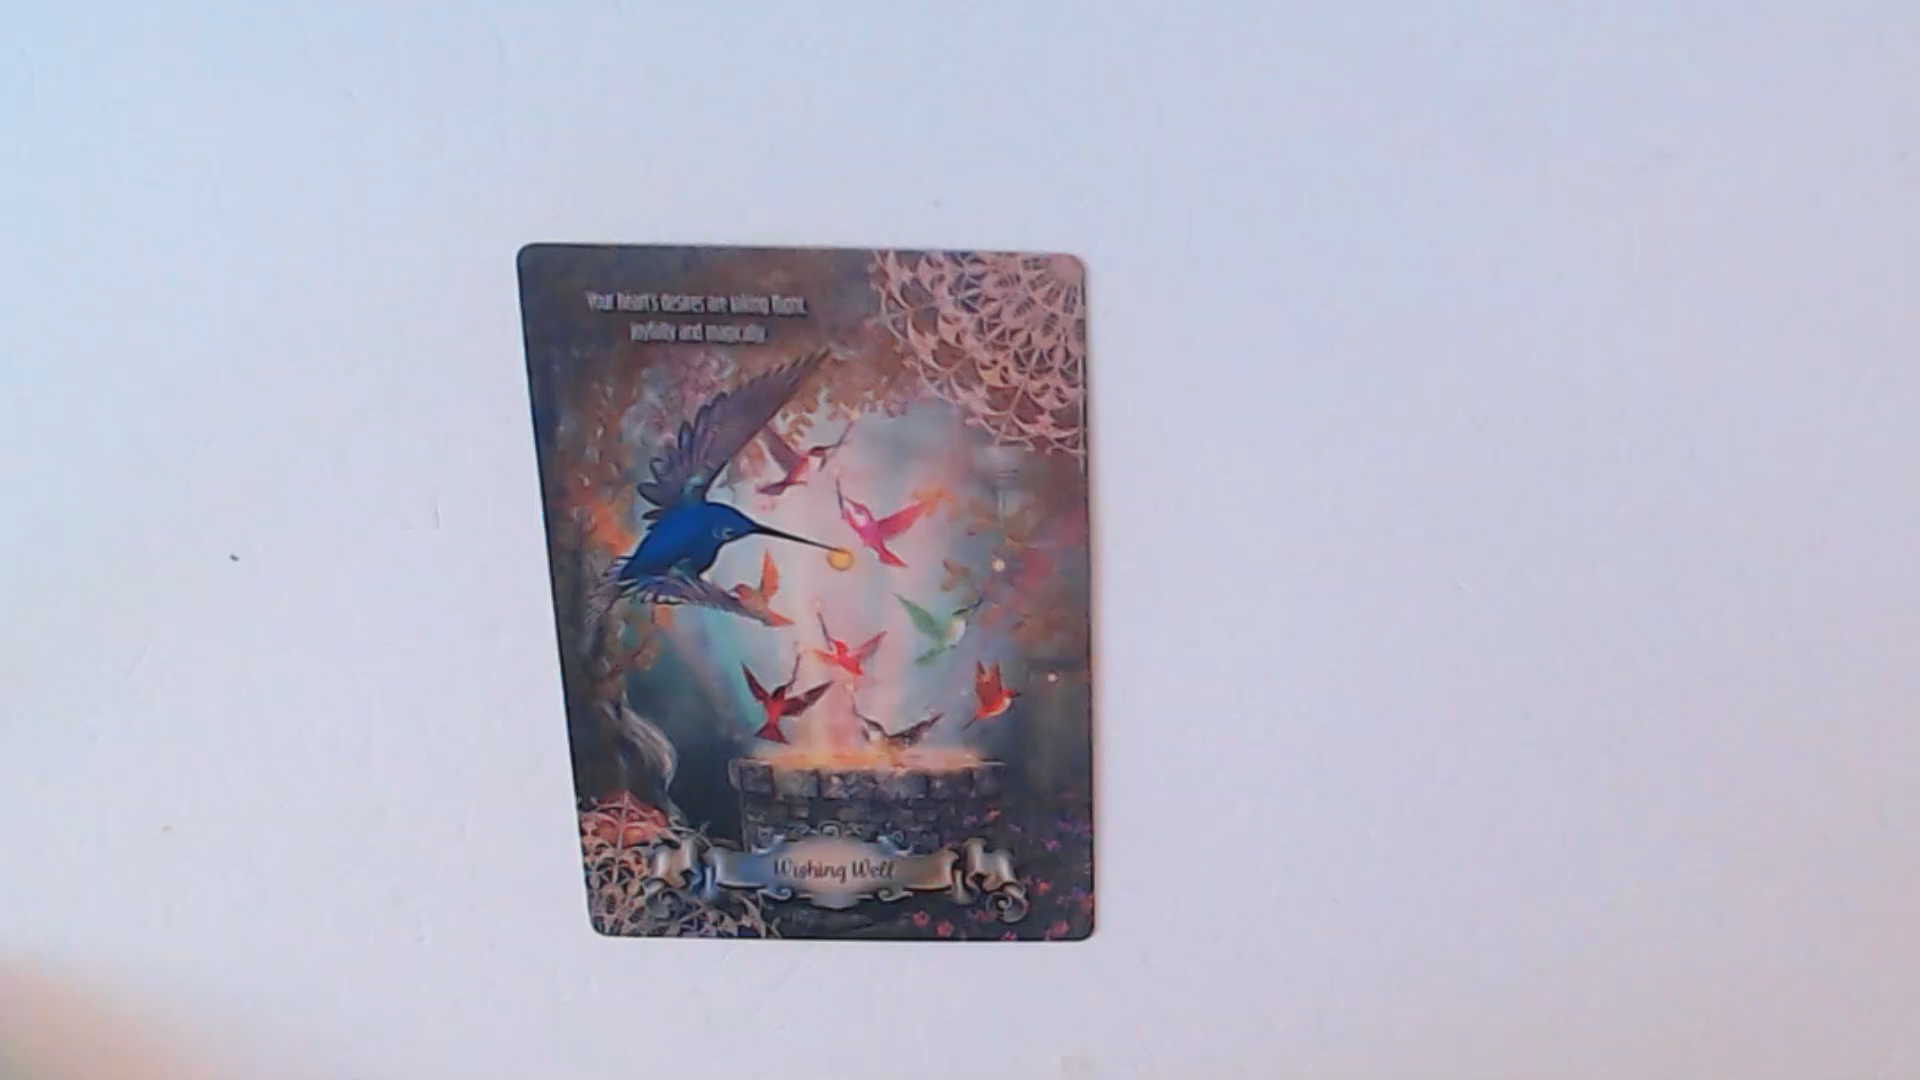 Your heart's desires are taking flight,
joyfully and magically.
Wishing Well